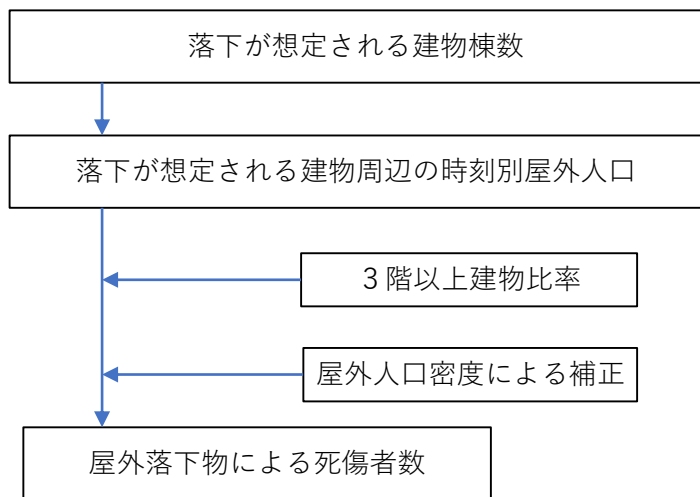 落下が想定される建物棟数
落下が想定される建物周辺の時刻別屋外人口
３階以上建物比率
屋外人口密度による補正
屋外落下物による死傷者数